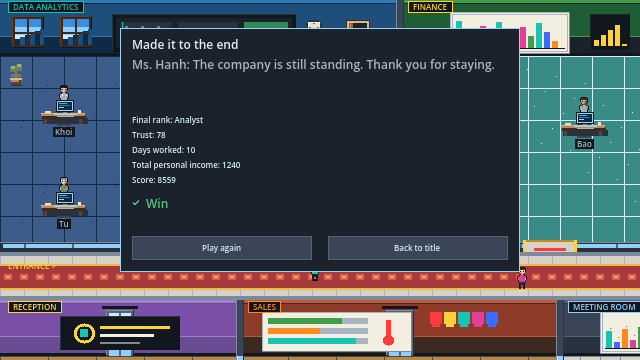 DATA ANALYTICS
FINANCE
Made it to the end
Ms. Hanh: The company is still standing. Thank you for staying.
Khoi
Bao
Final rank: Analyst
Trust: 78
Days worked: 10
Total personal income: 1240
Score: 8559
Win
Tu
Play again
Back to title
ENTRANCE >
RECEPTION
SALES
MEETING ROOM